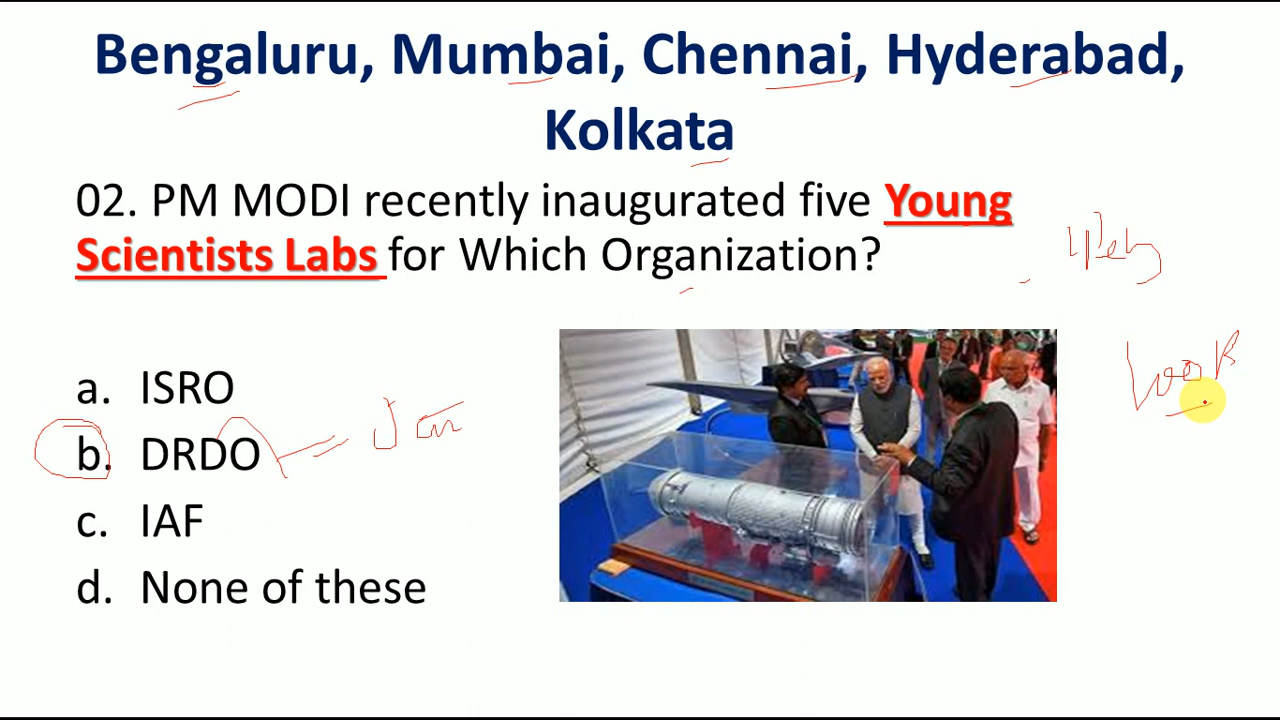 Bengaluru, Mumbai, Chennai, Hyderabad,
Kolkata
02. PM MODI recently inaugurated five Young
Scientists Labs for Which Organization?
a. ISRO
b. DRDO
c. IAF
d. None of these